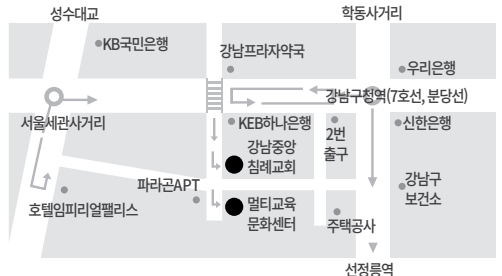 성수대교
학동사거리
KB국민은행
강남프라자약국
우리은행
강남구청역(7호선, 분당선)
서울세관사거리
KEB하나은행
2번
출구
신한은행
강남중앙
침례교회
파라곤APT
강남구
보건소
호텔임피리얼팰리스
멀티교육
문화센터
주택공사
선정릉역